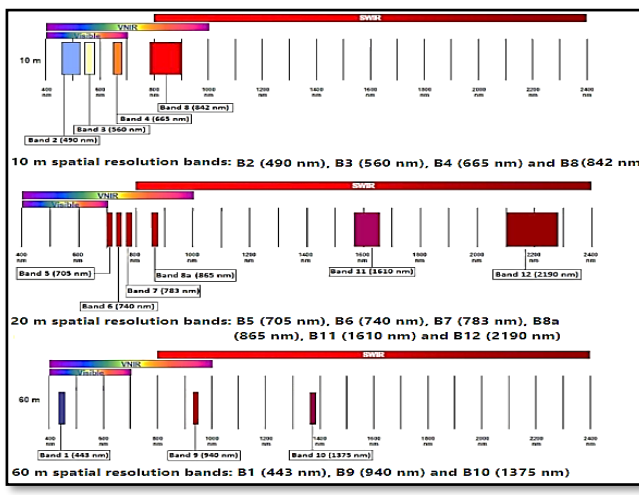 SWIR
VNIR
Visible
10 m
400 nm 600 nm 800 nm 1000 nm 1200 nm 1400 nm 1600 nm 1800 nm 2000 nm 2200 nm 2400 nm
Band 8 (842 nm)
Band 4 (665 nm)
Band 3 (560 nm)
Band 2 (490 nm)
10 m spatial resolution bands: B2 (490 nm), B3 (560 nm), B4 (665 nm) and B8(842 nm
SWIR
VNIR
Visible
400 nm 600 nm 800 nm 1000 nm 1200 nm 1400 nm 1600 nm 1800 nm 2000 nm 2200 nm 2400 nm
Band 5 (705 nm) Band 8a (865 nm) Band 11 (1610 nm) Band 12 (2190 nm)
Band 7 (783 nm)
Band 6 (740 nm)
20 m spatial resolution bands: B5 (705 nm), B6 (740 nm), B7 (783 nm), B8a
(865 nm), B11 (1610 nm) and B12 (2190 nm)
SWIR
VNIR
Visible
60 m
400 nm 600 nm 800 nm 1000 nm 1200 nm 1400 nm 1600 nm 1800 nm 2000 nm 2200 nm 2400 nm
Band 1 (443 nm) Band 9 (940 nm) Band 10 (1375 nm)
60 m spatial resolution bands: B1 (443 nm), B9 (940 nm) and B10 (1375 nm)